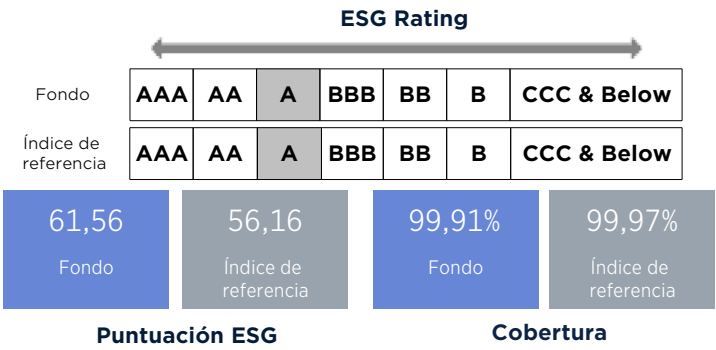 ESG Rating
Fondo AAA AA A BBB BB B CCC & Below
Índice de
referencia AAA AA A BBB BB B CCC & Below
61,56 56,16 99,91% 99,97%
Fondo Índice de Fondo Índice de
referencia referencia
Puntuación ESG Cobertura